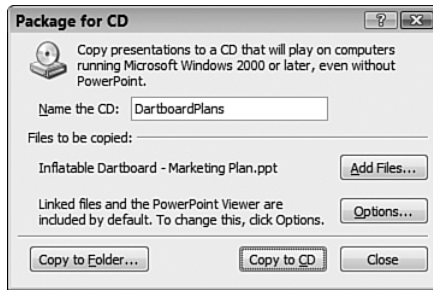 Package for CD
Copy presentations to a CD that will play on computers
running Microsoft Windows 2000 or later, even without
PowerPoint.
Name the CD: DartboardPlans
Files to be copied:
Inflatable Dartboard - Marketing Plan.ppt
Add Files...
Linked files and the PowerPoint Viewer are
included by default. To change this, click Options.
Options...
Copy to Folder... Copy to CD Close